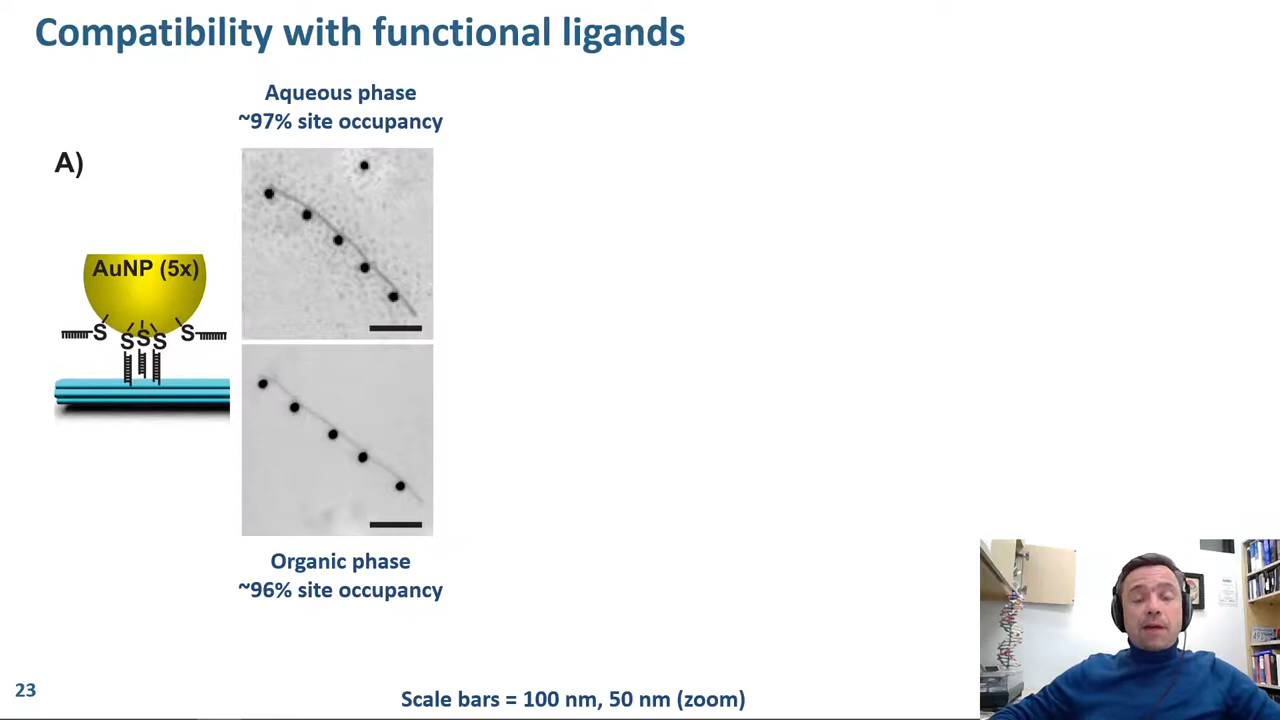 Compatibility with functional ligands
Aqueous phase
~97% site occupancy
A)
AuNP (5x)
S S S S S
Organic phase
~96% site occupancy
23
Scale bars = 100 nm, 50 nm (zoom)